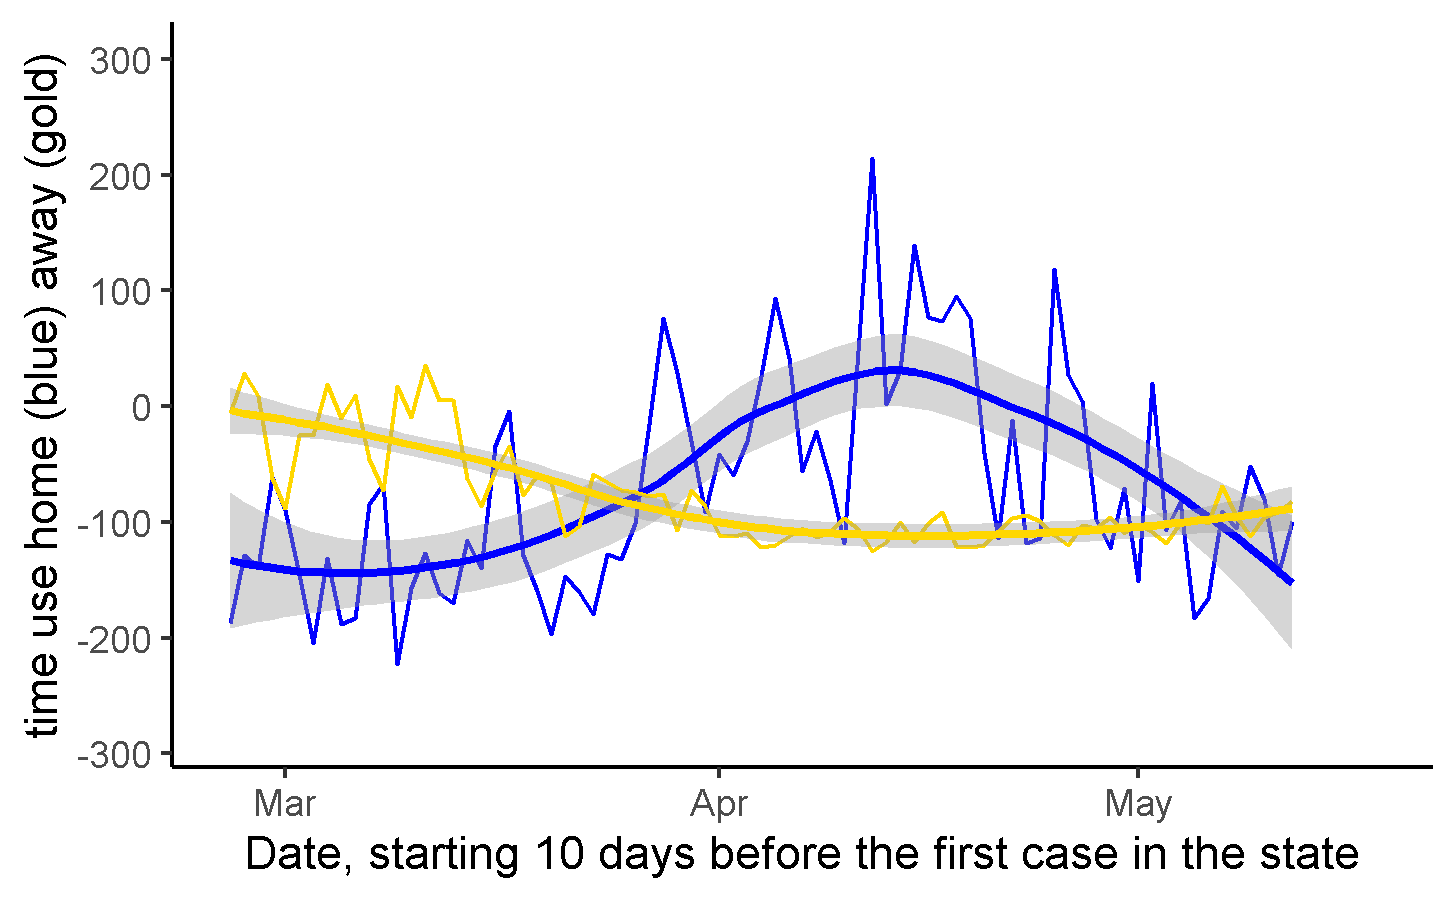 time use home (blue) away (gold)
300
200
100
0
-100
-200
-300
Mar
Apr
May
Date, starting 10 days before the first case in the state